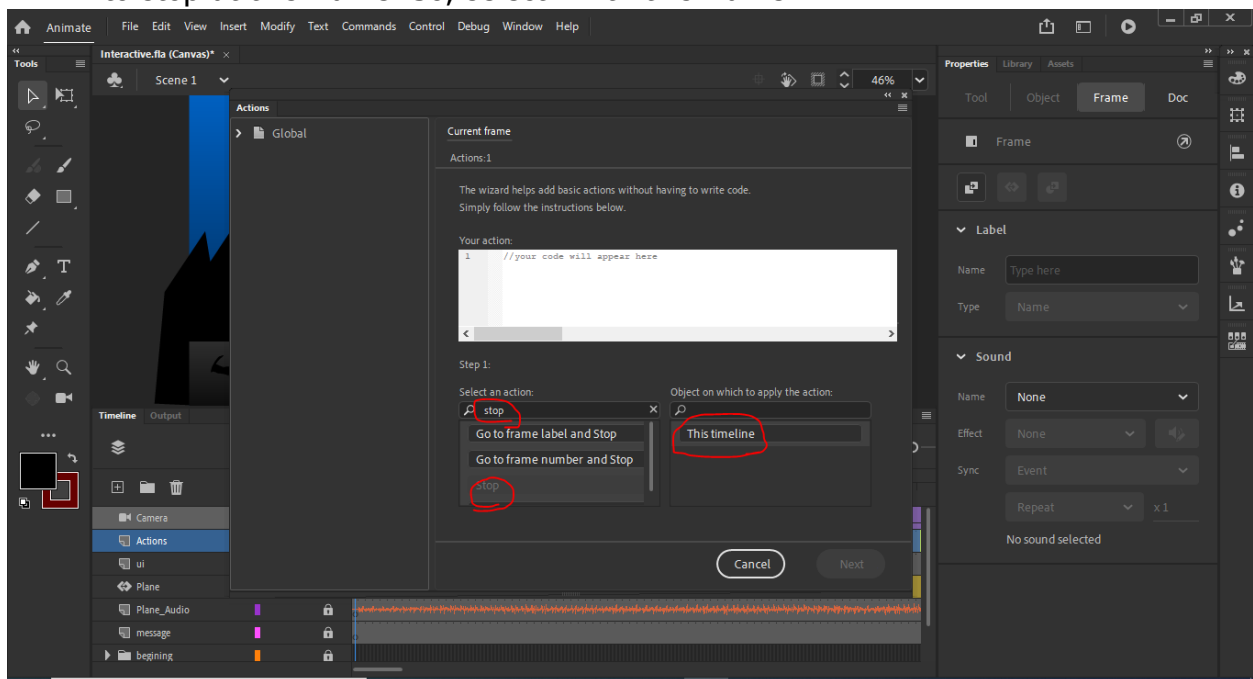 Animate File Edit View Insert Modify Text Commands Control Debug Window Help
Interactive.fla (Canvas)* ×
Tools
Scene 1
46%
Actions
Global
Current frame
Actions:1
The wizard helps add basic actions without having to write code.
Simply follow the instructions below.
Your action:
1 //your code will appear here
Step 1:
Select an action:
Object on which to apply the action:
stop
Go to frame label and Stop
This timeline
Go to frame number and Stop
Stop
Cancel
Next
Timeline Output
Camera
Actions
ui
Plane
Plane_Audio
message
begining
Properties Library Assets
Tool Object Frame Doc
Frame
Label
Name Type here
Type Name
Sound
Name None
Effect None
Sync Event
Repeat x 1
No sound selected